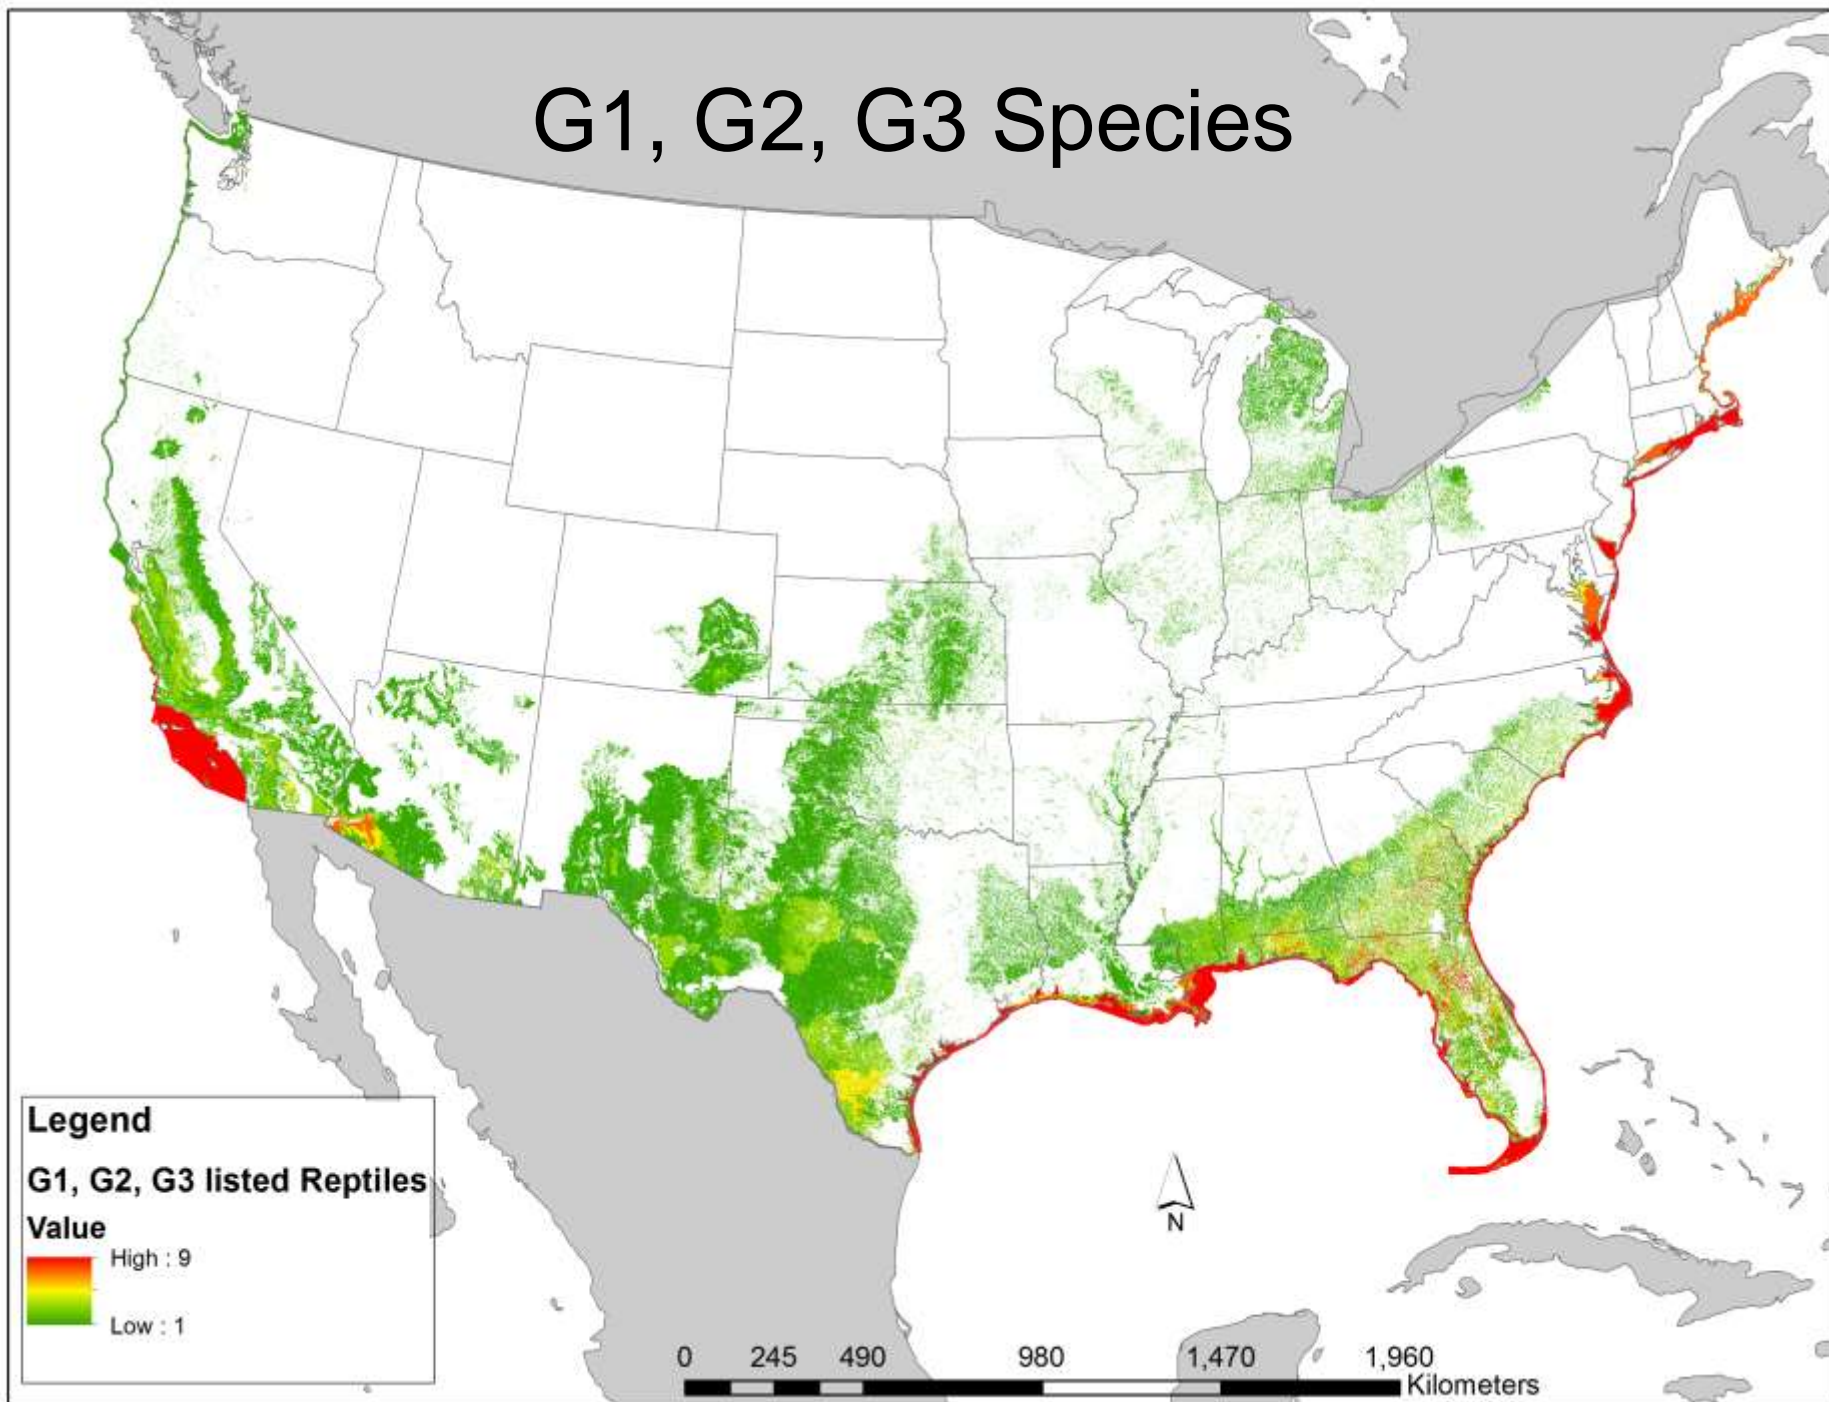 G1, G2, G3 Species
N
Legend
G1, G2, G3 listed Reptiles
Value
High : 9
Low : 1
0 245 490 980 1,470 1,960
Kilometers